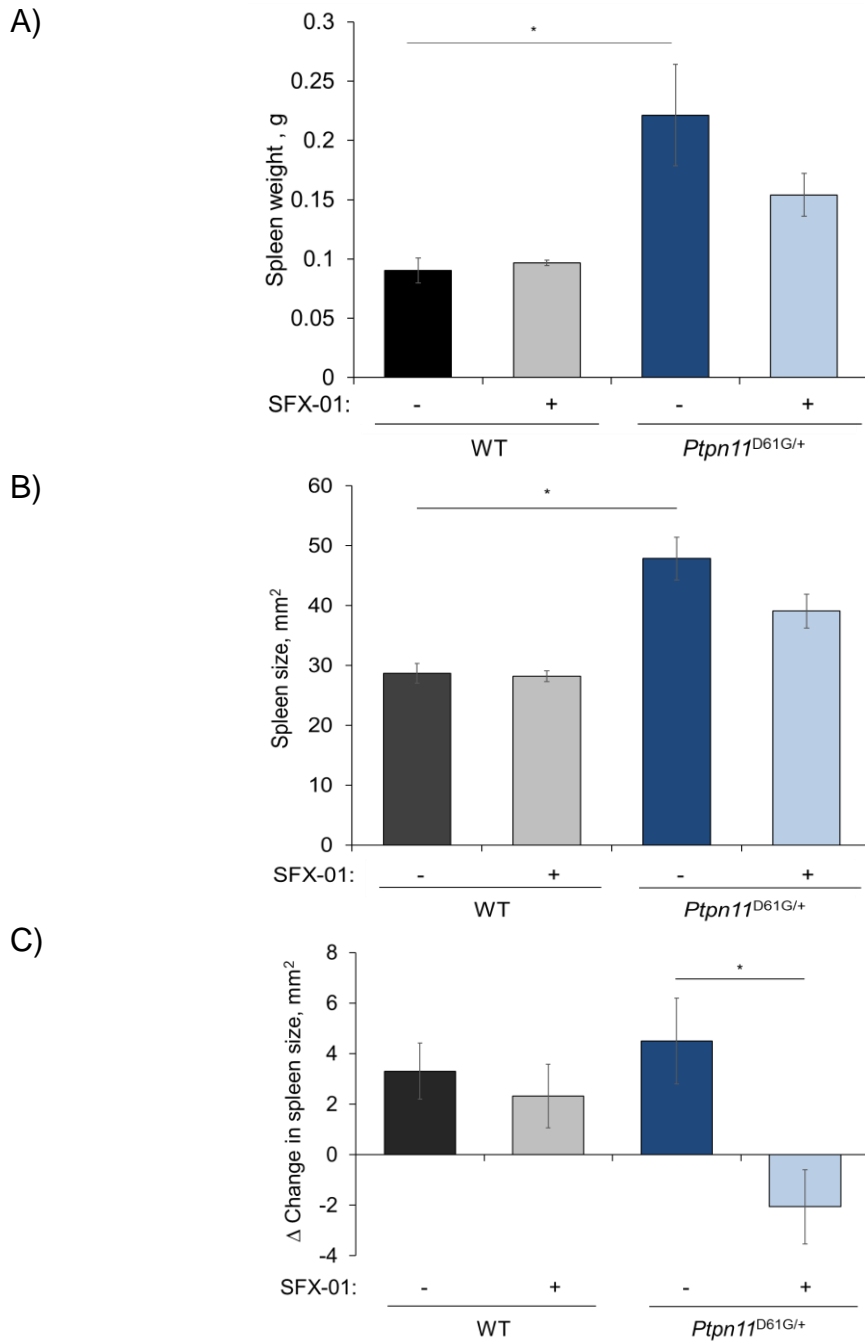 A)
Spleen weight , g
0.3
0.25
0.2
0.15
0.1
0.05
0
*
SFX-01: - + - +
WT Ptpn11D61G/+
B)
Spleen size, mm2
60
50
40
30
20
10
0
*
SFX-01: - + - +
WT Ptpn11D61G/+
C)
Δ Change in spleen size, mm2
8
6
4
2
0
-2
-4
*
SFX-01: - + - +
WT Ptpn11D61G/+